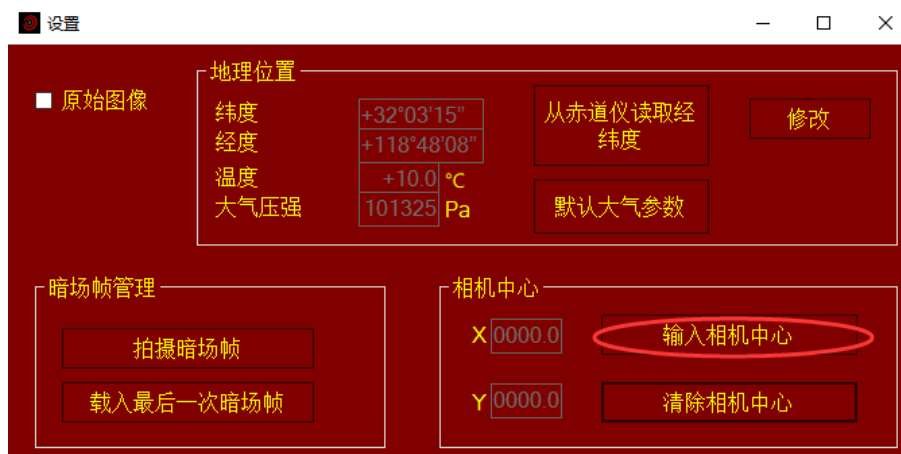 设置
原始图像
地理位置
纬度 +32°03'15"
经度 +118°48'08"
温度 +10.0 ℃
大气压强 101325 Pa
从赤道仪读取经
纬度
默认大气参数
修改
暗场帧管理
拍摄暗场帧
载入最后一次暗场帧
相机中心
X 0000.0
输入相机中心
Y 0000.0
清除相机中心